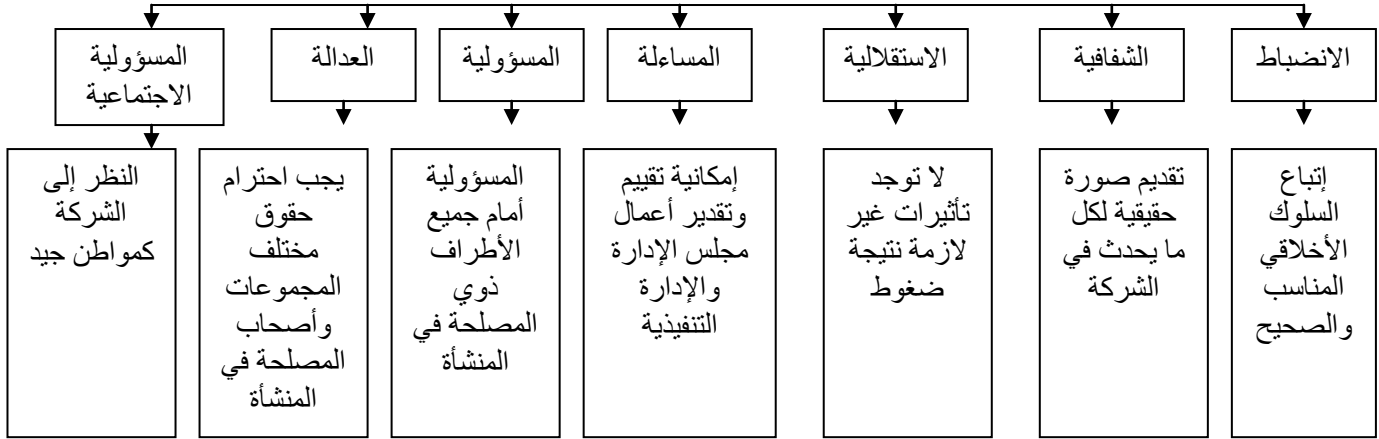 الانضباط
الشفافية
الاستقلالية
المساءلة
المسؤولية
العدالة
المسؤولية
الاجتماعية
إتباع
السلوك
الأخلاقي
المناسب
والصحيح
تقديم صورة
حقيقية لكل
ما يحدث في
الشركة
لا توجد
تأثيرات غير
لازمة نتيجة
ضغوط
إمكانية تقييم
وتقدير أعمال
مجلس الإدارة
والإدارة
التنفيذية
المسؤولية
أمام جميع
الأطراف
ذوي
المصلحة في
المنشأة
يجب احترام
حقوق
مختلف
المجموعات
وأصحاب
المصلحة في
المنشأة
النظر إلى
الشركة
كمواطن جيد